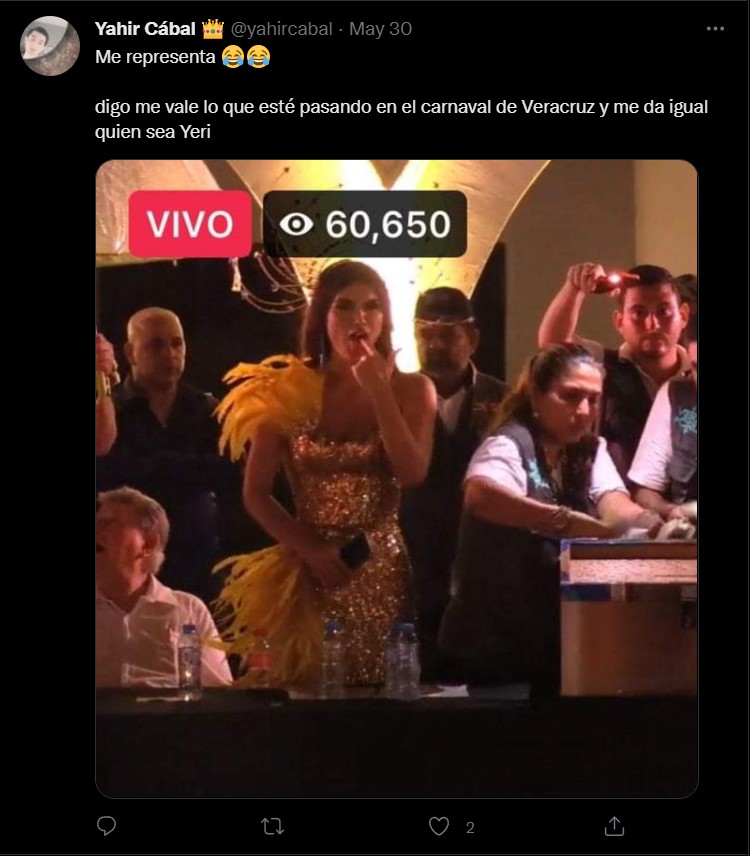 Yahir Cábal 👑 @yahircabal · May 30
Me representa 😂😂
digo me vale lo que esté pasando en el carnaval de Veracruz y me da igual
quien sea Yeri
VIVO 60,650
2